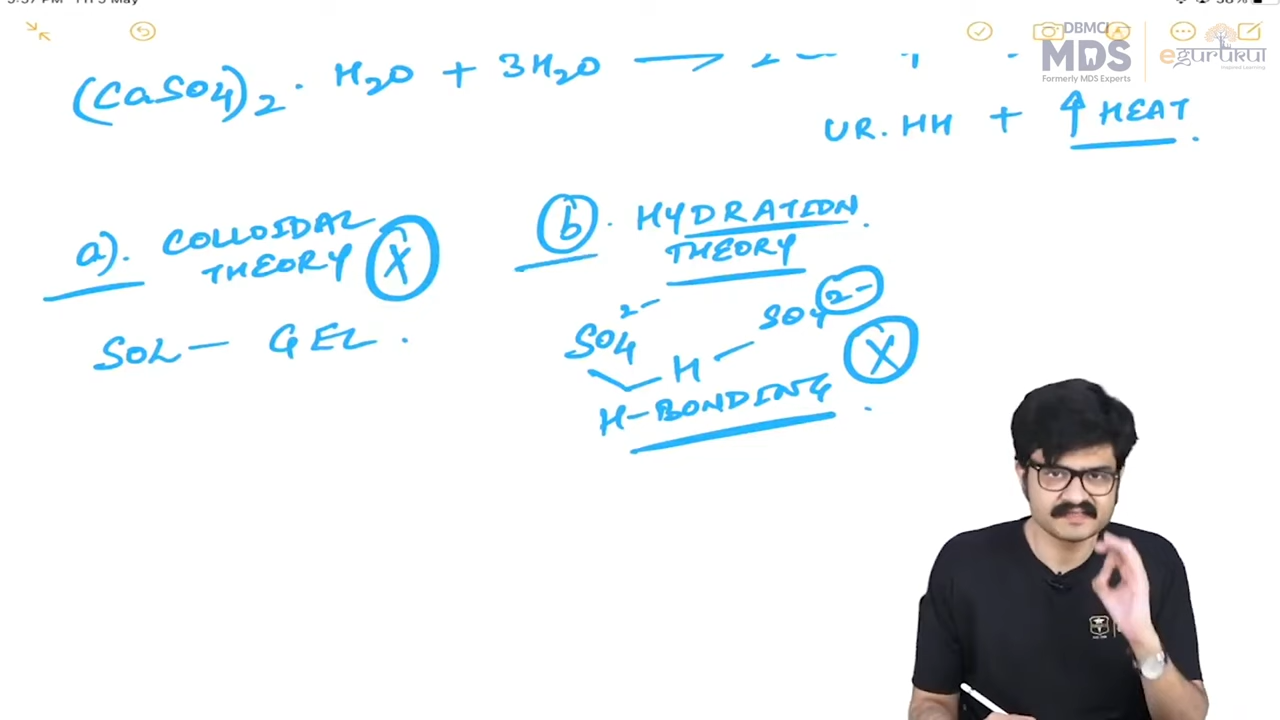 DBMCI
MDS
Formerly MDS Experts
egurukul
(CaSO4)2 . H2O + 3H2O →
UR. HH + ↑ HEAT
a). COLLOIDAL THEORY X
SOL - GEL .
b . HYDRATION
THEORY
SO4 2- H SO4 2- X
H-BONDING .